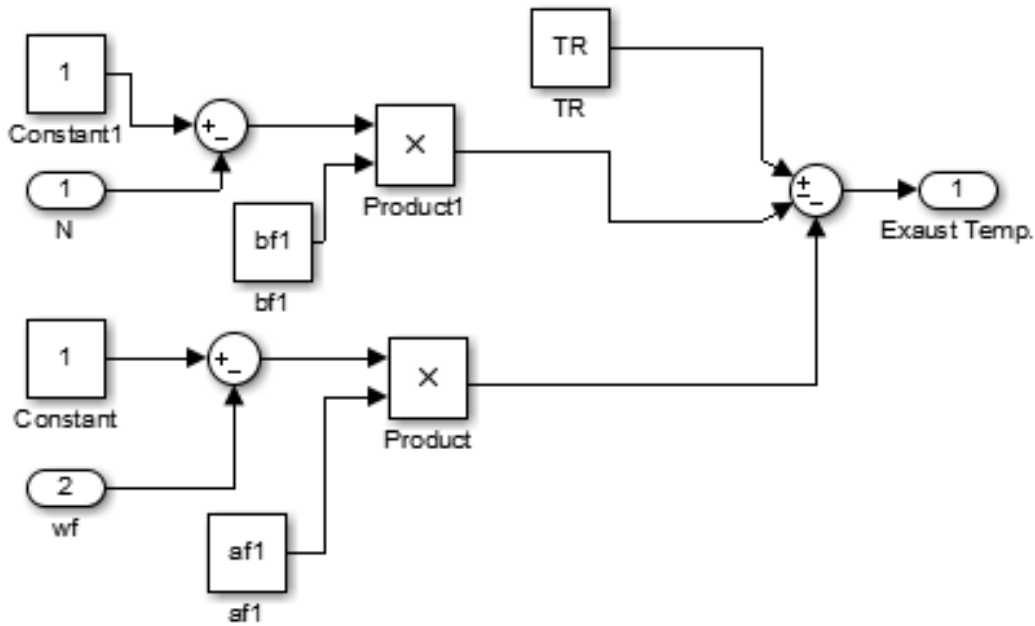 1
Constant1
+
−
1
N
×
Product1
bf1
bf1
TR
TR
+
−
−
1
Exaust Temp.
1
Constant
+
−
2
wf
×
Product
af1
af1